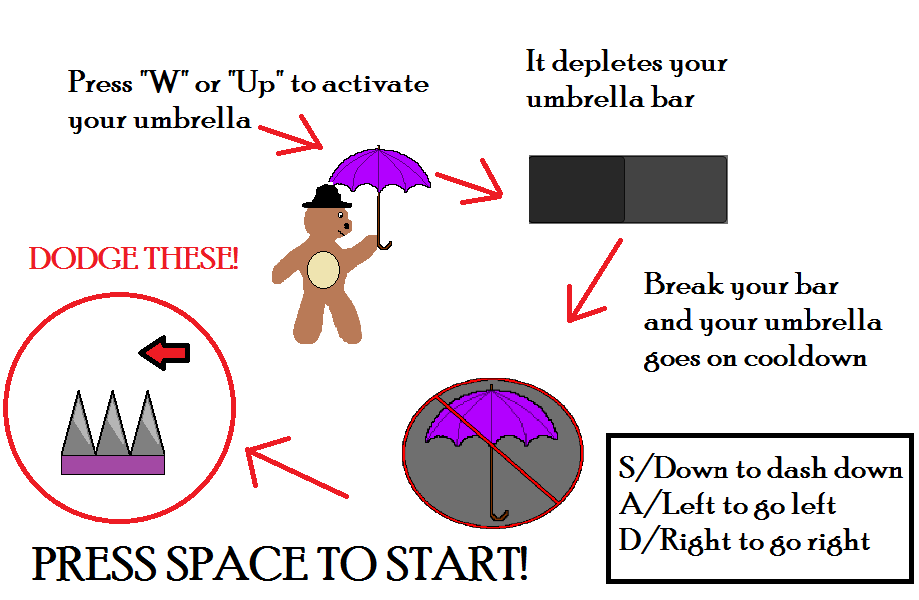 Press "W" or "Up" to activate
your umbrella
It depletes your
umbrella bar
DODGE THESE!
Break your bar
and your umbrella
goes on cooldown
S/Down to dash down
A/Left to go left
D/Right to go right
PRESS SPACE TO START!